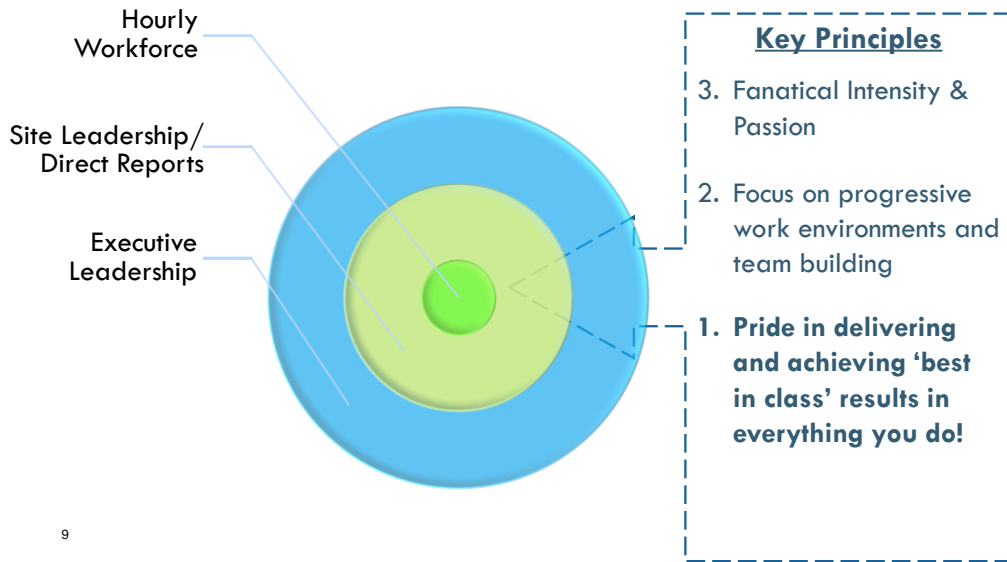 Hourly
Workforce
Site Leadership/
Direct Reports
Executive
Leadership
Key Principles
3. Fanatical Intensity &
Passion
2. Focus on progressive
work environments and
team building
1. Pride in delivering
and achieving ‘best
in class’ results in
everything you do!
9